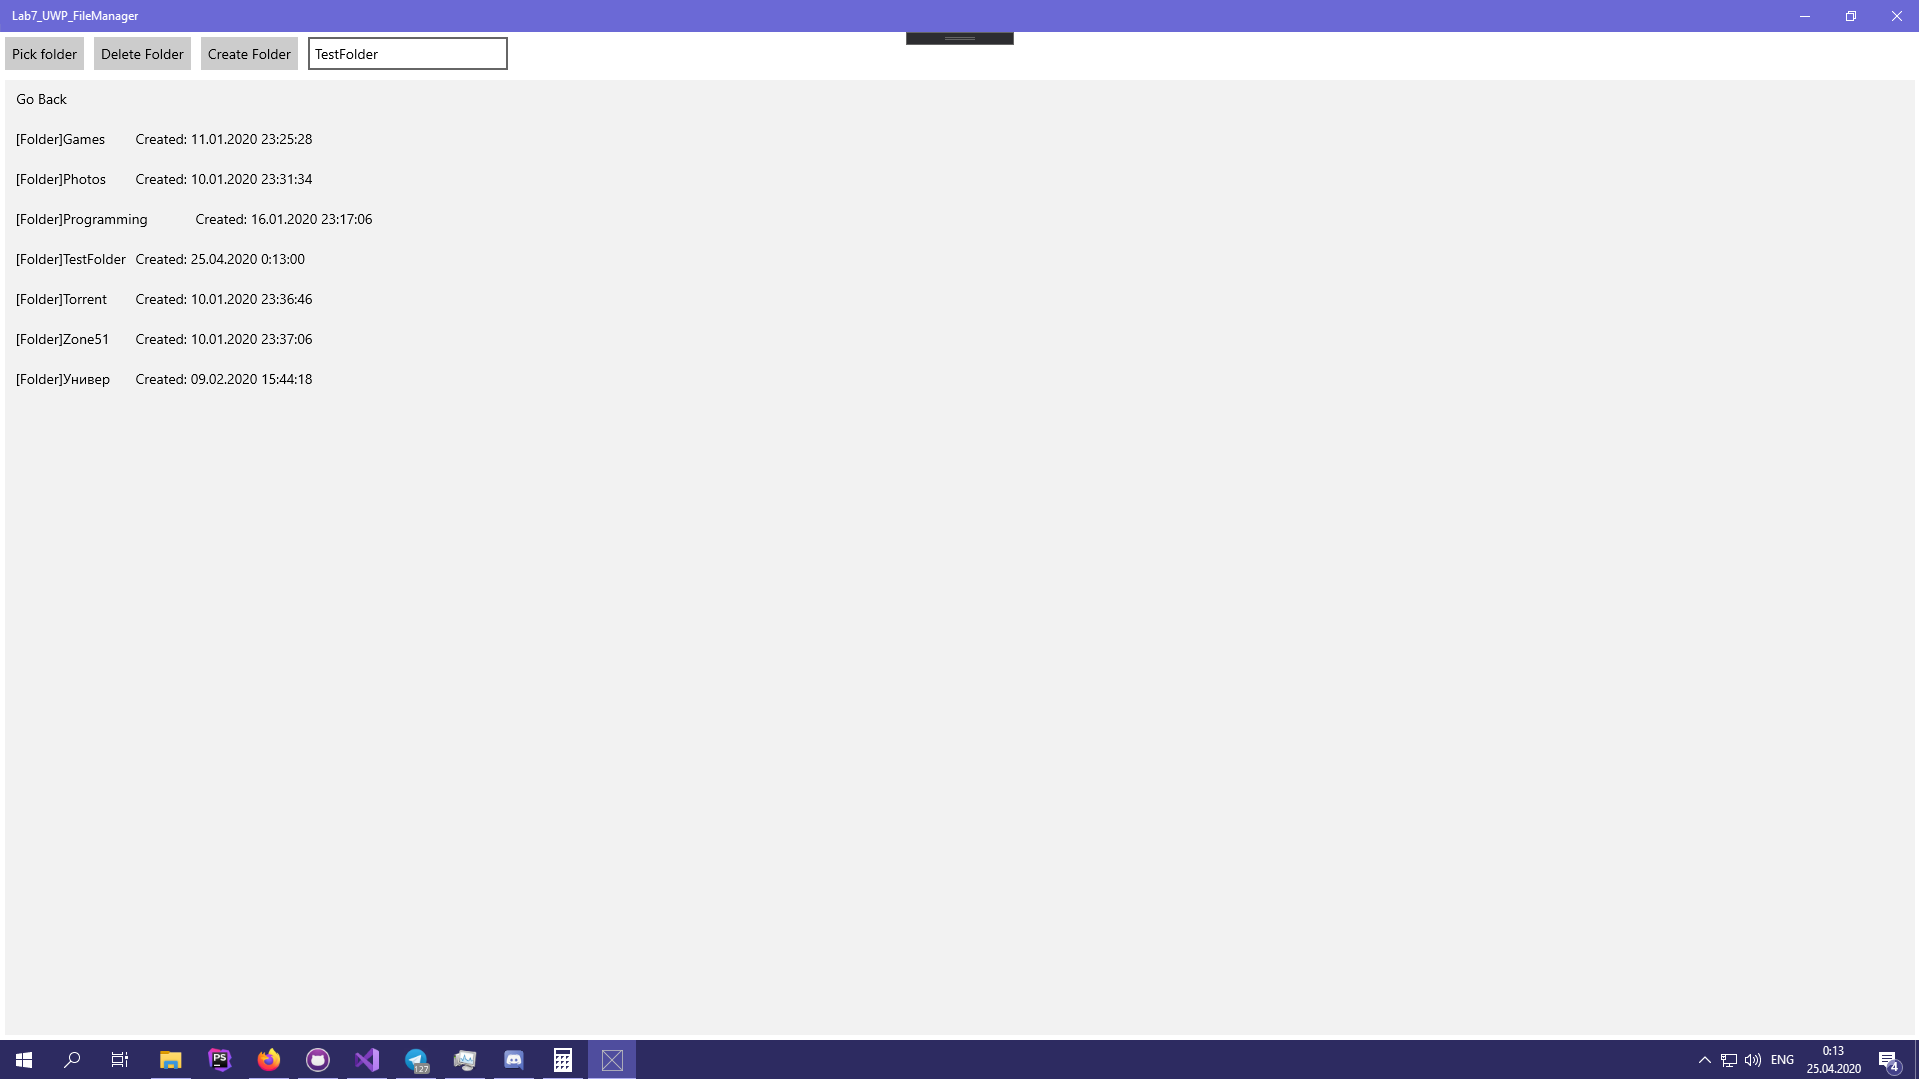 Lab7_UWP_FileManager
Pick folder Delete Folder Create Folder TestFolder
Go Back
[Folder]Games Created: 11.01.2020 23:25:28
[Folder]Photos Created: 10.01.2020 23:31:34
[Folder]Programming Created: 16.01.2020 23:17:06
[Folder]TestFolder Created: 25.04.2020 0:13:00
[Folder]Torrent Created: 10.01.2020 23:36:46
[Folder]Zone51 Created: 10.01.2020 23:37:06
[Folder]Универ Created: 09.02.2020 15:44:18
PS 127 ENG 0:13
25.04.2020 4